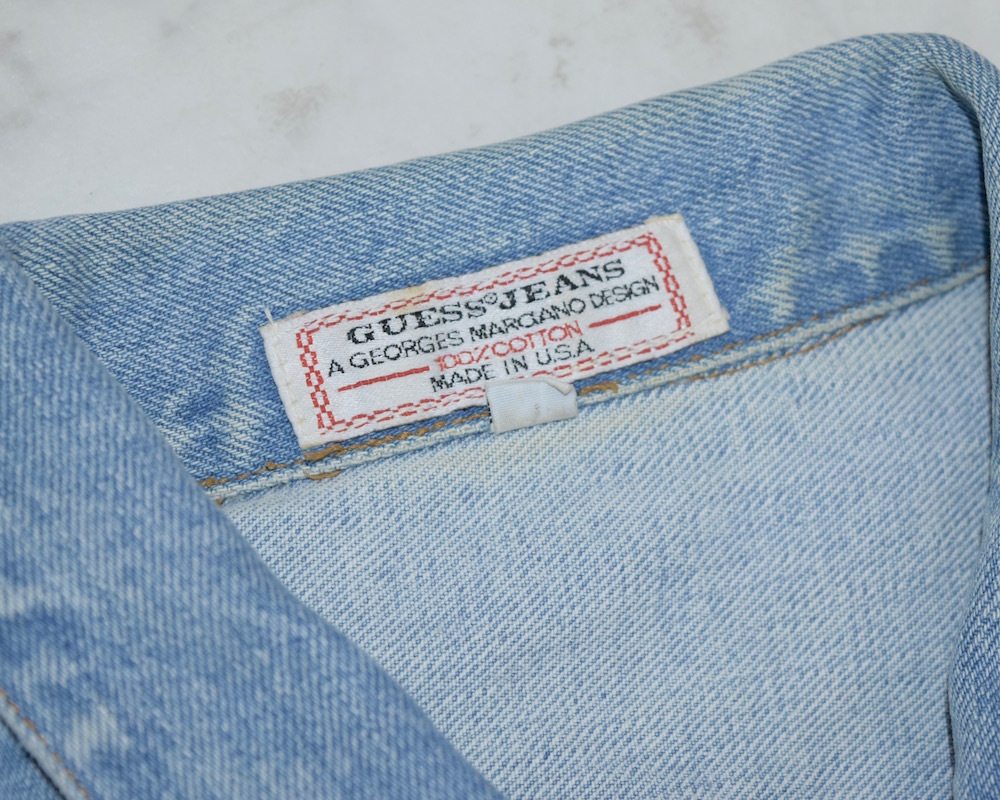 GUESS® JEANS
A GEORGES MARCIANO DESIGN
100% COTTON
MADE IN U.S.A